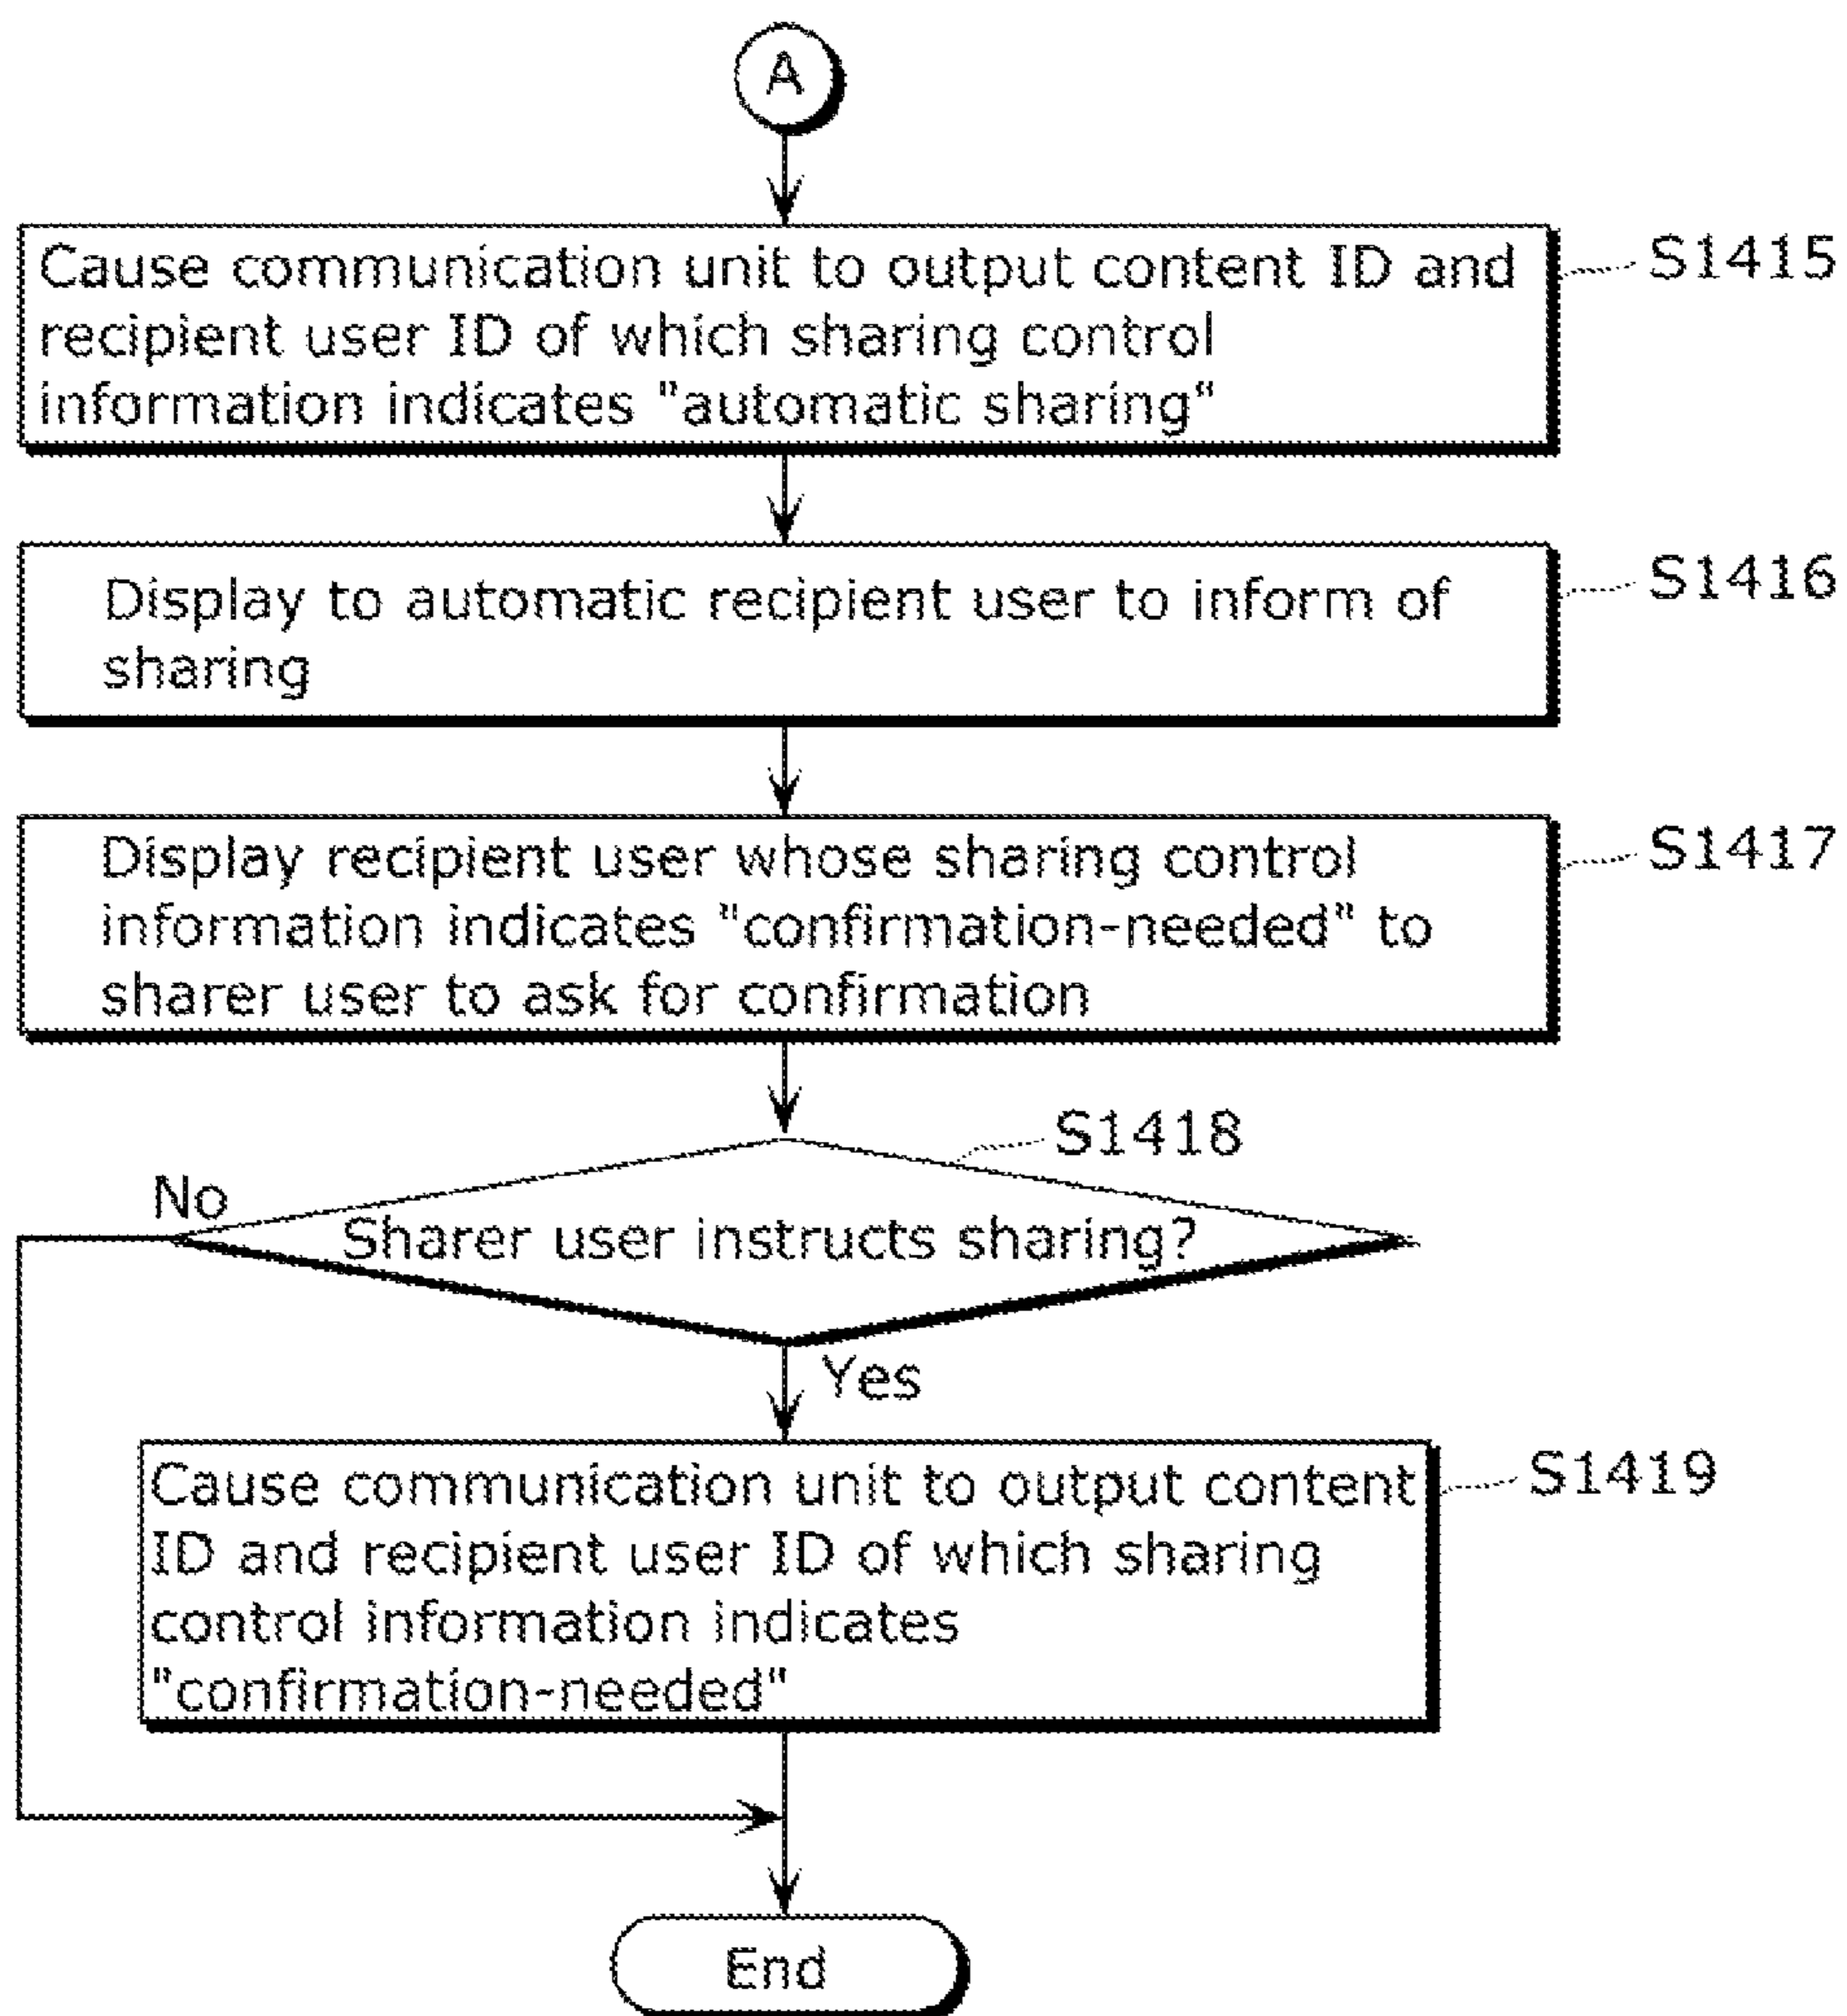 A
Cause communication unit to output content ID and
recipient user ID of which sharing control
information indicates "automatic sharing"
S1415
Display to automatic recipient user to inform of
sharing
S1416
Display recipient user whose sharing control
information indicates "confirmation-needed" to
sharer user to ask for confirmation
S1417
S1418
No
Sharer user instructs sharing?
Yes
Cause communication unit to output content
ID and recipient user ID of which sharing
control information indicates
"confirmation-needed"
S1419
End